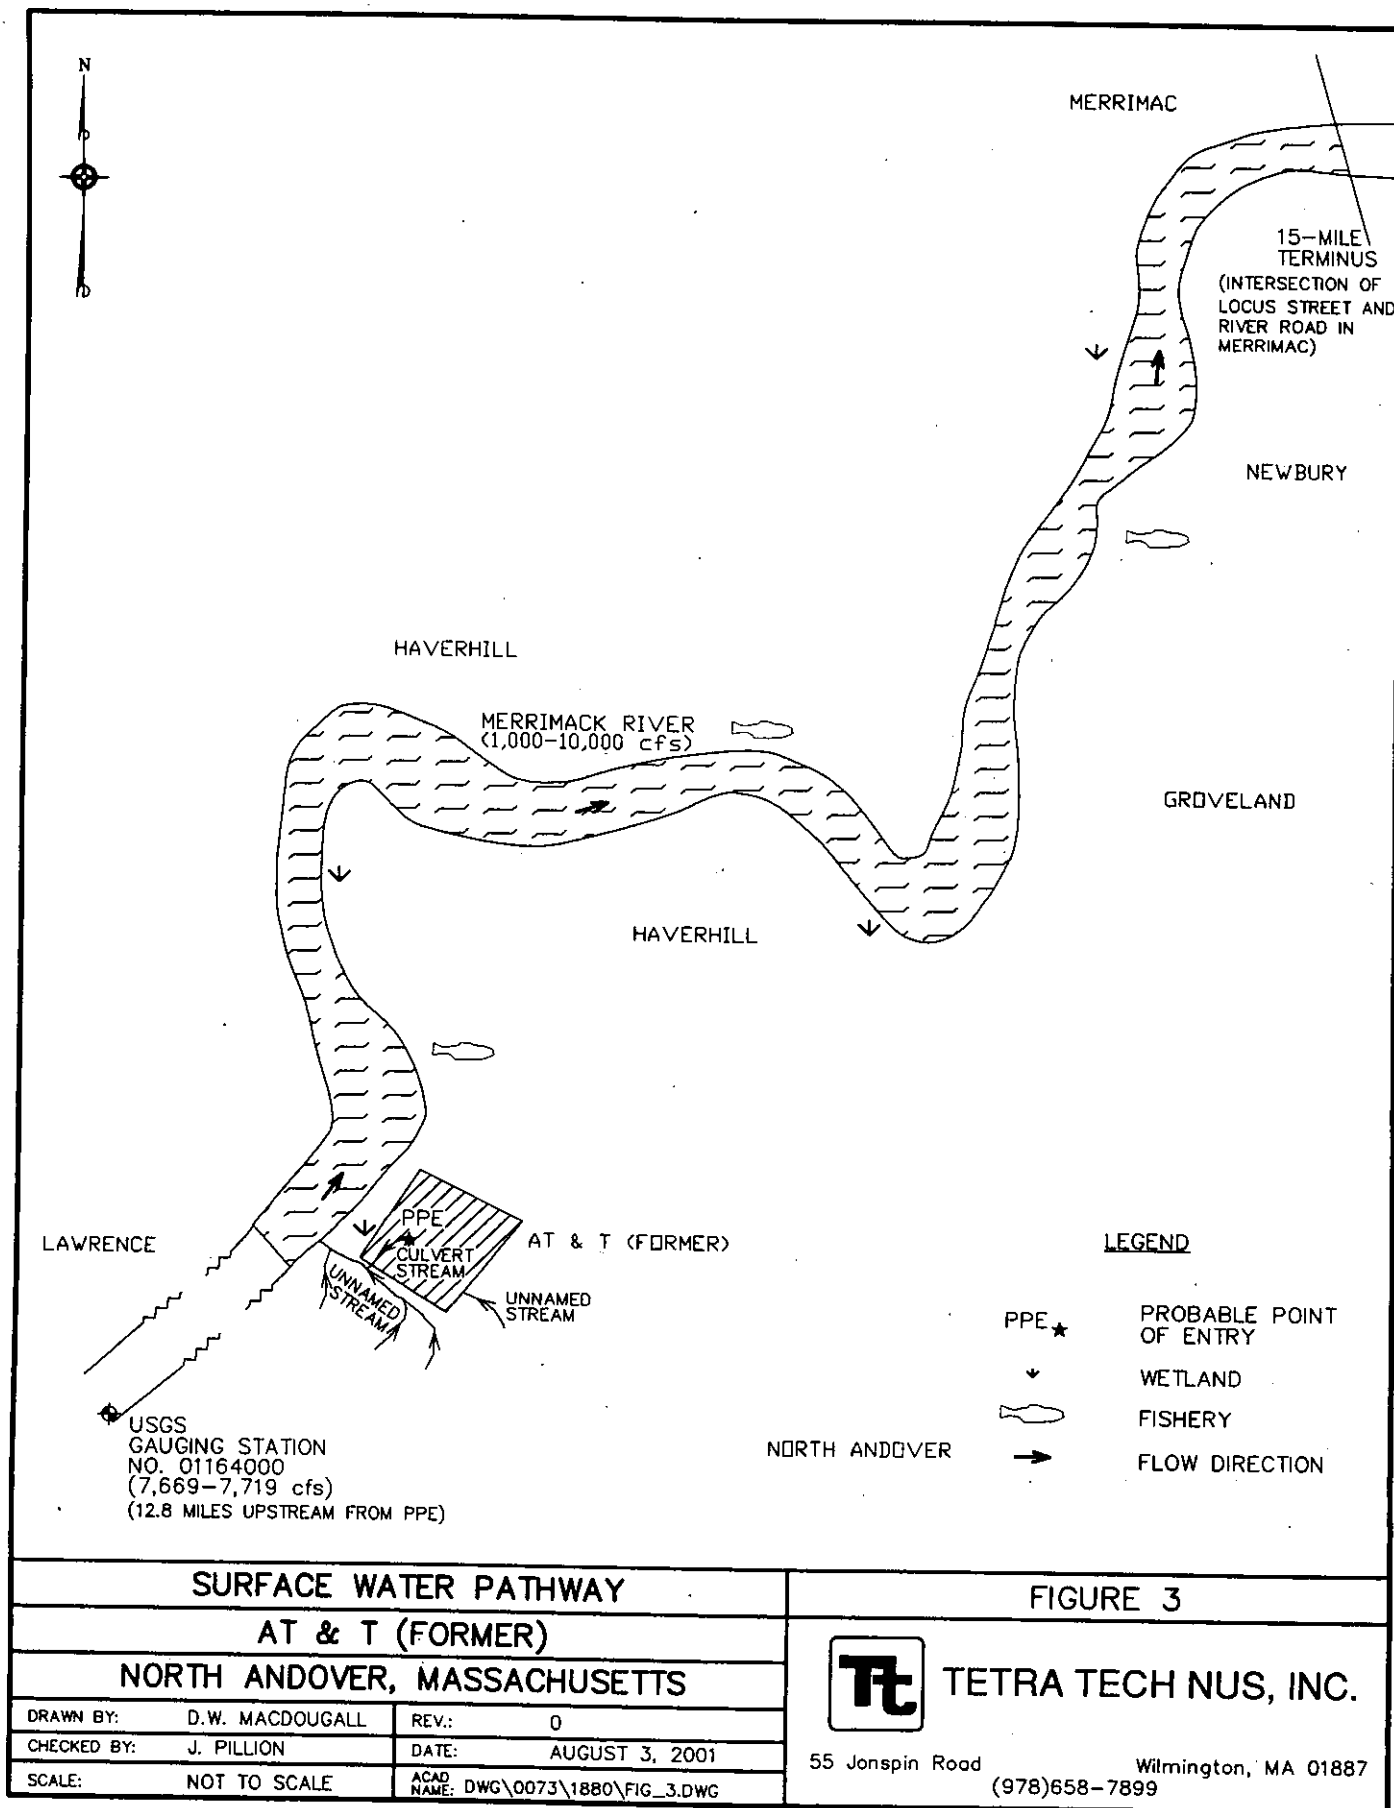 N
MERRIMAC
15-MILE
TERMINUS
(INTERSECTION OF
LOCUS STREET AND
RIVER ROAD IN
MERRIMAC)
NEWBURY
HAVERHILL
MERRIMACK RIVER
(1,000-10,000 cfs)
GROVELAND
HAVERHILL
LAWRENCE
PPE
CULVERT
STREAM
AT & T (FORMER)
UNNAMED
STREAM
UNNAMED
STREAM
USGS
GAUGING STATION
NO. 01164000
(7,669-7,719 cfs)
(12.8 MILES UPSTREAM FROM PPE)
NORTH ANDOVER
LEGEND
PPE PROBABLE POINT
OF ENTRY
WETLAND
FISHERY
FLOW DIRECTION
SURFACE WATER PATHWAY
AT & T (FORMER)
NORTH ANDOVER, MASSACHUSETTS
DRAWN BY: D.W. MACDOUGALL REV.: 0
CHECKED BY: J. PILLION DATE: AUGUST 3, 2001
SCALE: NOT TO SCALE ACAD NAME: DWG\0073\1880\FIG_3.DWG
FIGURE 3
Tt TETRA TECH NUS, INC.
55 Jonspin Road Wilmington, MA 01887
(978)658-7899